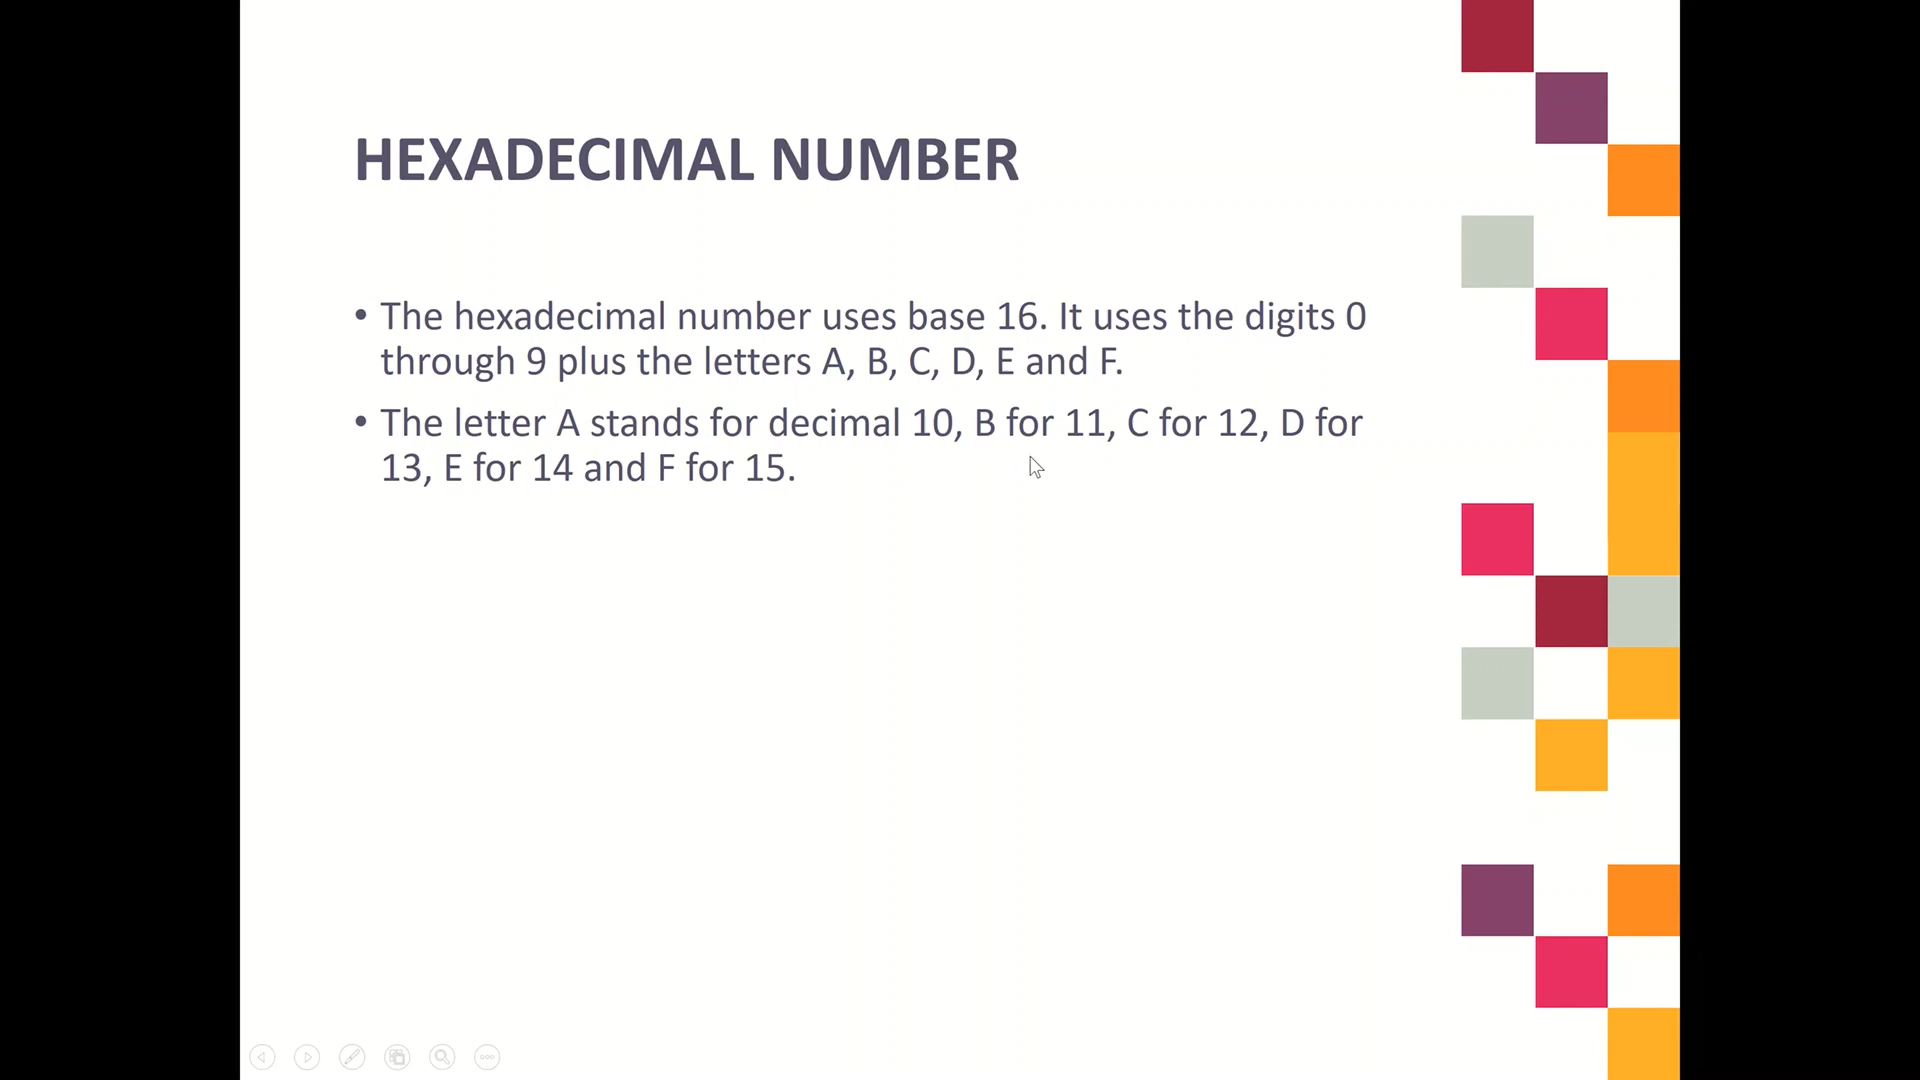 HEXADECIMAL NUMBER
• The hexadecimal number uses base 16. It uses the digits 0
through 9 plus the letters A, B, C, D, E and F.
• The letter A stands for decimal 10, B for 11, C for 12, D for
13, E for 14 and F for 15.